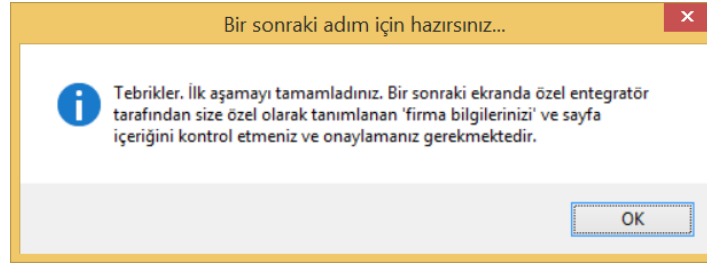 Bir sonraki adım için hazırsınız...
Tebrikler. İlk aşamayı tamamladınız. Bir sonraki ekranda özel entegratör
tarafından size özel olarak tanımlanan 'firma bilgilerinizi' ve sayfa
içeriğini kontrol etmeniz ve onaylamanız gerekmektedir.
OK